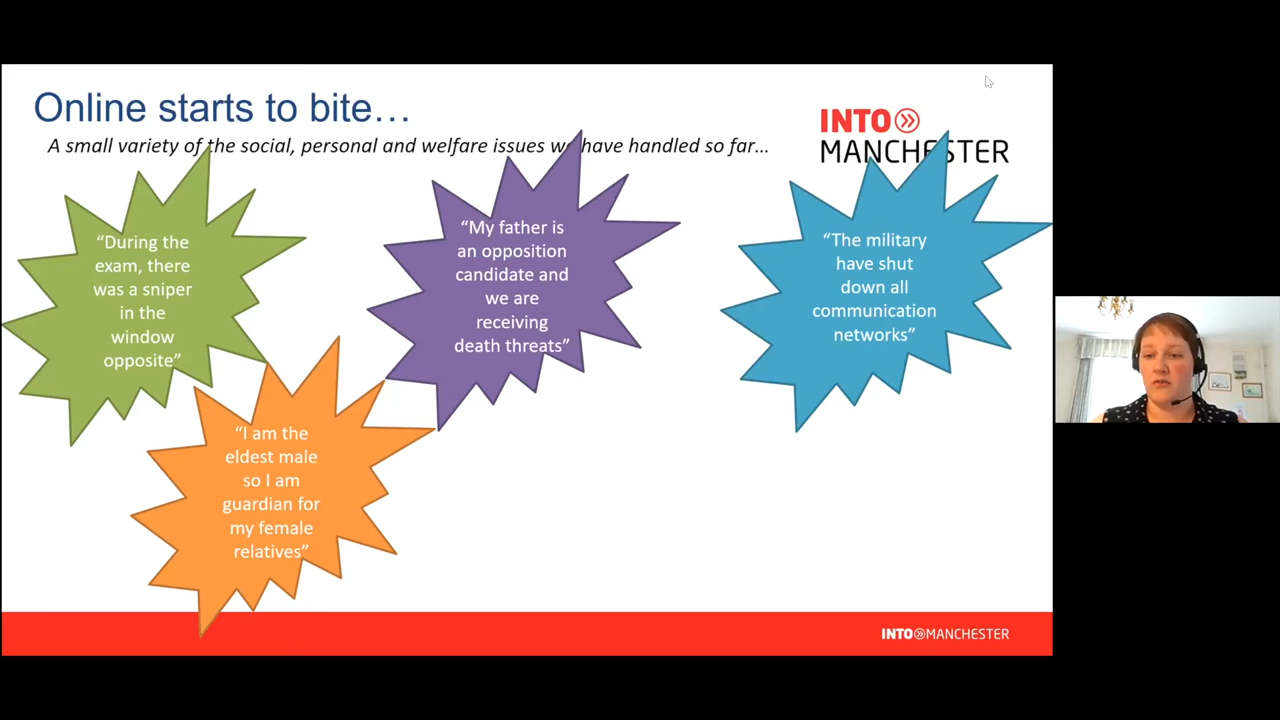 Online starts to bite…
A small variety of the social, personal and welfare issues we have handled so far…
INTO
MANCHESTER
“During the
exam, there
was a sniper
in the
window
opposite”
“My father is
an opposition
candidate and
we are
receiving
death threats”
“The military
have shut
down all
communication
networks”
“I am the
eldest male
so I am
guardian for
my female
relatives”
INTO MANCHESTER